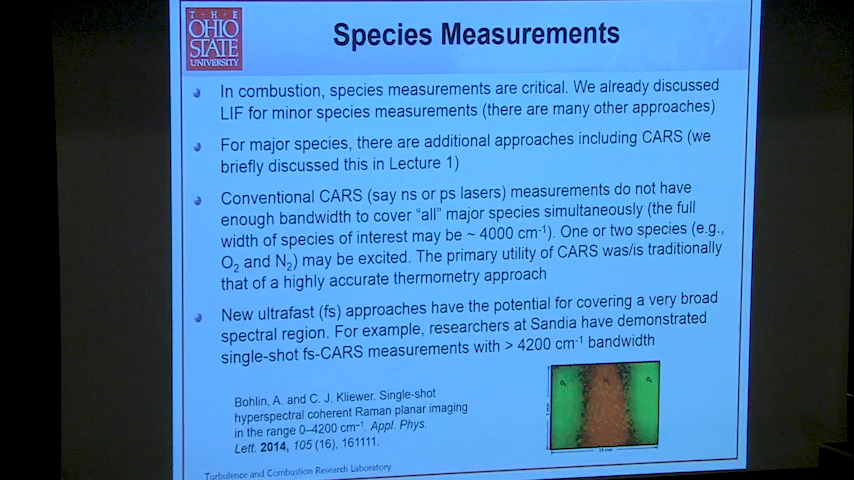 T · H · E
OHIO
STATE
UNIVERSITY
Species Measurements
In combustion, species measurements are critical. We already discussed
LIF for minor species measurements (there are many other approaches)
For major species, there are additional approaches including CARS (we
briefly discussed this in Lecture 1)
Conventional CARS (say ns or ps lasers) measurements do not have
enough bandwidth to cover “all” major species simultaneously (the full
width of species of interest may be ~ 4000 cm-1). One or two species (e.g.,
O2 and N2) may be excited. The primary utility of CARS was/is traditionally
that of a highly accurate thermometry approach
New ultrafast (fs) approaches have the potential for covering a very broad
spectral region. For example, researchers at Sandia have demonstrated
single-shot fs-CARS measurements with > 4200 cm-1 bandwidth
Bohlin, A. and C. J. Kliewer. Single-shot
hyperspectral coherent Raman planar imaging
in the range 0–4200 cm−1. Appl. Phys.
Lett. 2014, 105 (16), 161111.
O2
O2
Turbulence and Combustion Research Laboratory